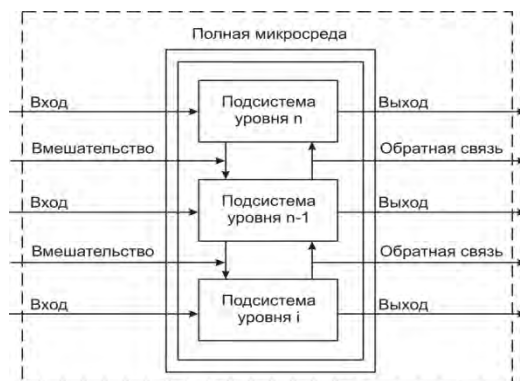 Полная микросреда
Вход
Подсистема
уровня n
Выход
Вмешательство
Обратная связь
Вход
Подсистема
уровня n-1
Выход
Вмешательство
Обратная связь
Вход
Подсистема
уровня i
Выход